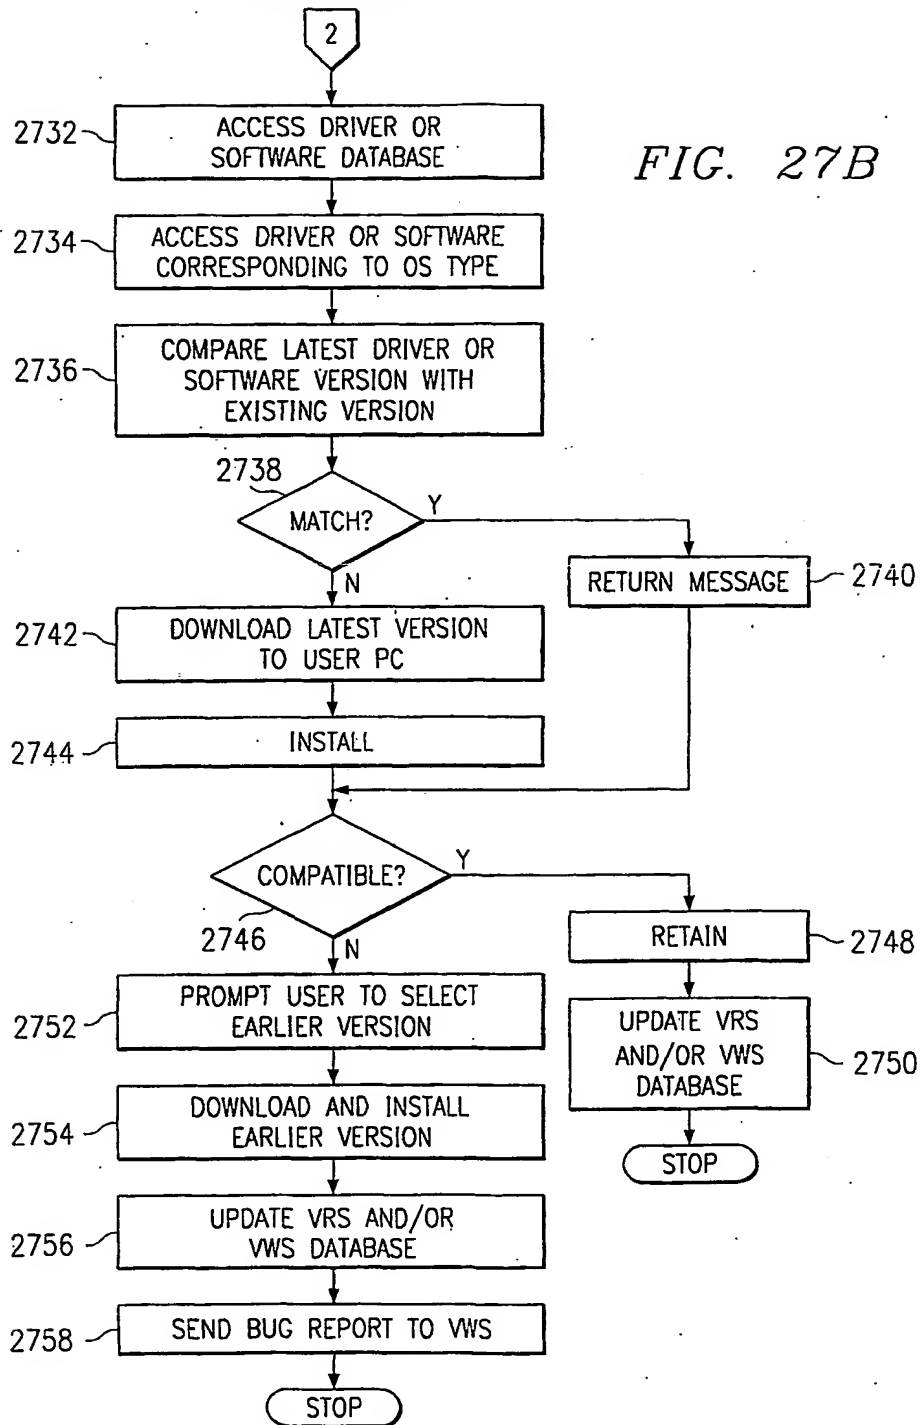 2
2732
ACCESS DRIVER OR
SOFTWARE DATABASE
FIG. 27B
2734
ACCESS DRIVER OR SOFTWARE
CORRESPONDING TO OS TYPE
2736
COMPARE LATEST DRIVER OR
SOFTWARE VERSION WITH
EXISTING VERSION
2738
MATCH?
Y
N
RETURN MESSAGE
2740
2742
DOWNLOAD LATEST VERSION
TO USER PC
2744
INSTALL
COMPATIBLE?
Y
2746
N
RETAIN
2748
2752
PROMPT USER TO SELECT
EARLIER VERSION
UPDATE VRS
AND/OR VWS
DATABASE
2750
2754
DOWNLOAD AND INSTALL
EARLIER VERSION
STOP
2756
UPDATE VRS AND/OR
VWS DATABASE
2758
SEND BUG REPORT TO VWS
STOP